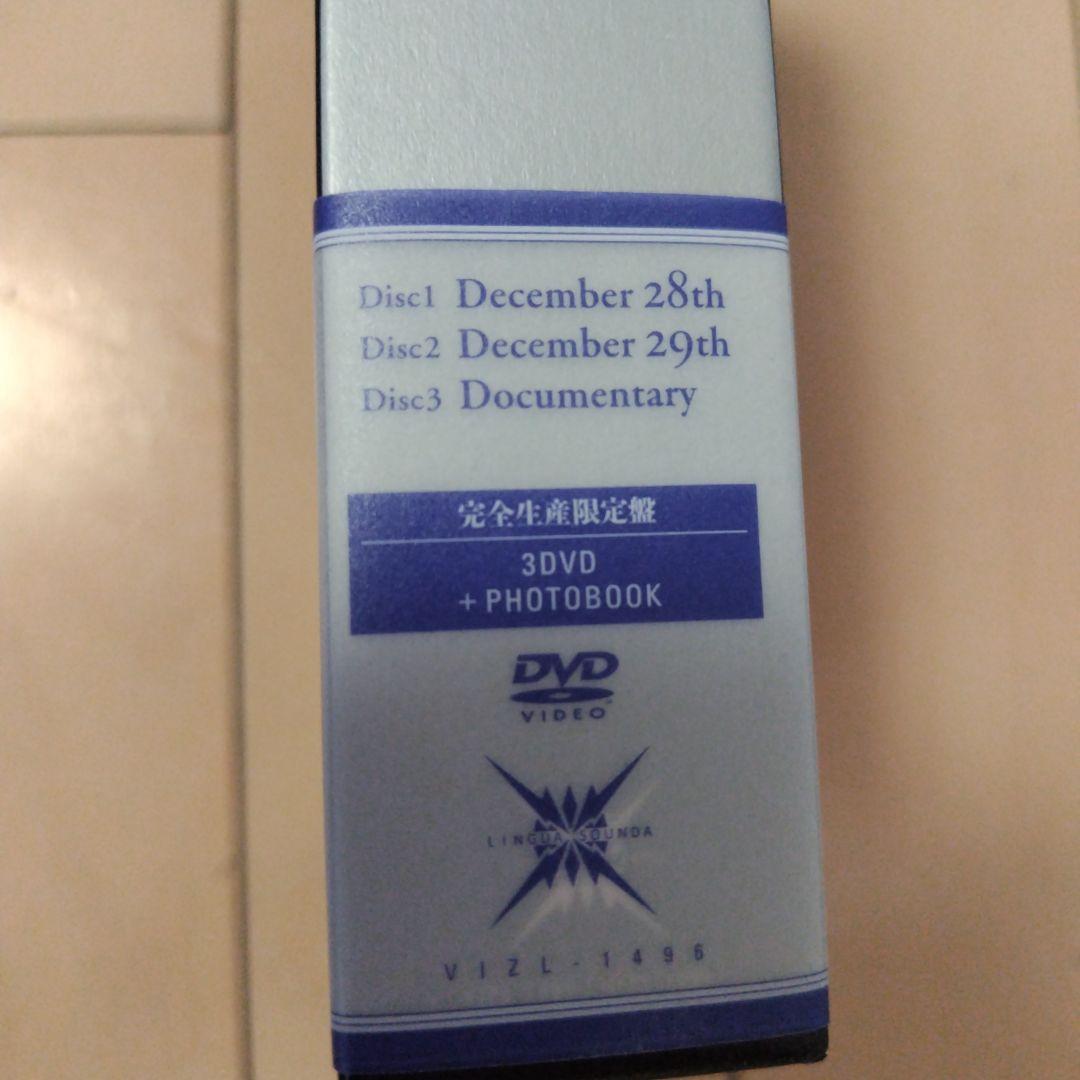 Disc1 December 28th
Disc2 December 29th
Disc3 Documentary
完全生産限定盤
3DVD
+PHOTOBOOK
DVD
VIDEO
LINGUA SOUNDA
VIZL-1496